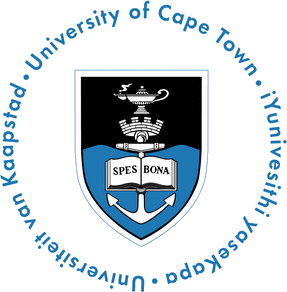 University of Cape Town • iYunivesithi yaseKapa • Universiteit van Kaapstad •
SPES BONA